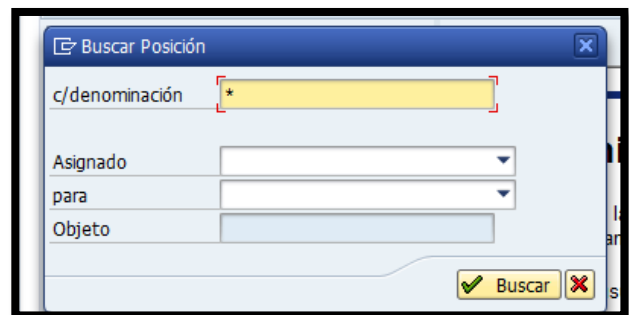 Buscar Posición
c/denominación *
Asignado
para
Objeto
Buscar